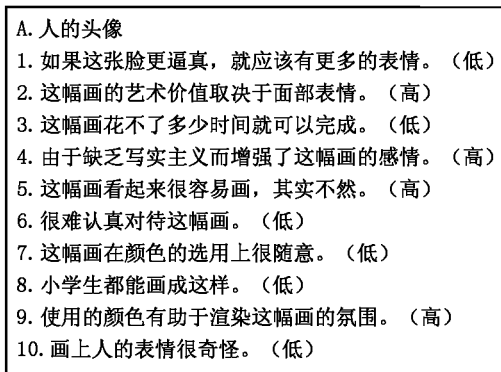 A. 人的头像
1. 如果这张脸更逼真，就应该有更多的表情。（低）
2. 这幅画的艺术价值取决于面部表情。（高）
3. 这幅画花不了多少时间就可以完成。（低）
4. 由于缺乏写实主义而增强了这幅画的感情。（高）
5. 这幅画看起来很容易画，其实不然。（高）
6. 很难认真对待这幅画。（低）
7. 这幅画在颜色的选用上很随意。（低）
8. 小学生都能画成这样。（低）
9. 使用的颜色有助于渲染这幅画的氛围。（高）
10. 画上人的表情很奇怪。（低）